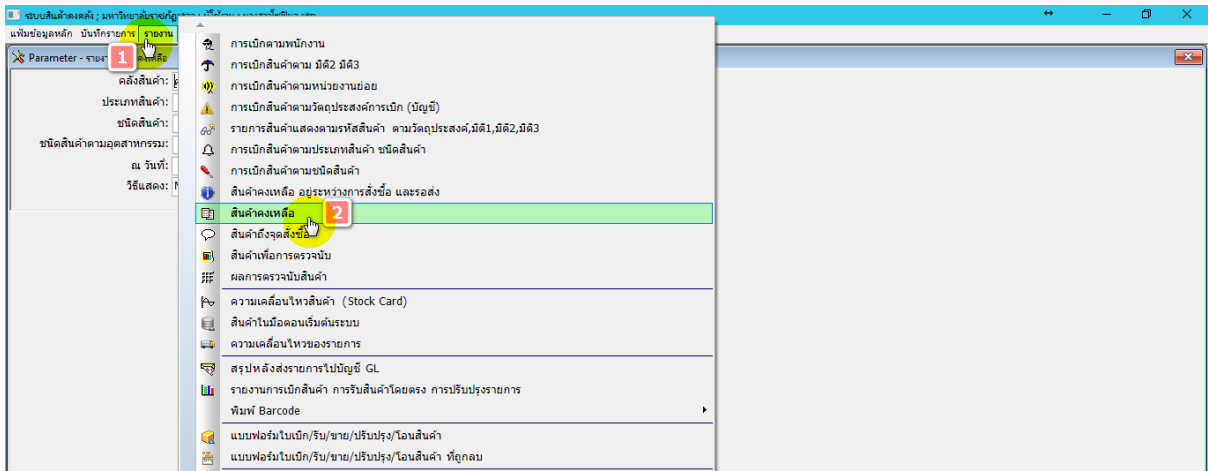 ระบบสินค้าคงคลัง ; มหาวิทยาลัยราชภัฏ
แฟ้มข้อมูลหลัก บันทึกรายการ รายงาน
1
Parameter -
คลังสินค้า:
ประเภทสินค้า:
ชนิดสินค้า:
ชนิดสินค้าตามอุตสาหกรรม:
ณ วันที่:
วิธีแสดง:
การเบิกตามพนักงาน
การเบิกสินค้าตาม มิติ2 มิติ3
การเบิกสินค้าตามหน่วยงานย่อย
การเบิกสินค้าตามวัตถุประสงค์การเบิก (บัญชี)
รายการสินค้าแสดงตามรหัสสินค้า ตามวัตถุประสงค์,มิติ1,มิติ2,มิติ3
การเบิกสินค้าตามประเภทสินค้า ชนิดสินค้า
การเบิกสินค้าตามชนิดสินค้า
สินค้าคงเหลือ อยู่ระหว่างการสั่งซื้อ และรอส่ง
สินค้าคงเหลือ 2
สินค้าถึงจุดสั่งซื้อ
สินค้าเพื่อการตรวจนับ
ผลการตรวจนับสินค้า
ความเคลื่อนไหวสินค้า (Stock Card)
สินค้าในมือตอนเริ่มต้นระบบ
ความเคลื่อนไหวของรายการ
สรุปหลังส่งรายการไปบัญชี GL
รายงานการเบิกสินค้า การรับสินค้าโดยตรง การปรับปรุงรายการ
พิมพ์ Barcode
แบบฟอร์มใบเบิก/รับ/ขาย/ปรับปรุง/โอนสินค้า
แบบฟอร์มใบเบิก/รับ/ขาย/ปรับปรุง/โอนสินค้า ที่ถูกลบ